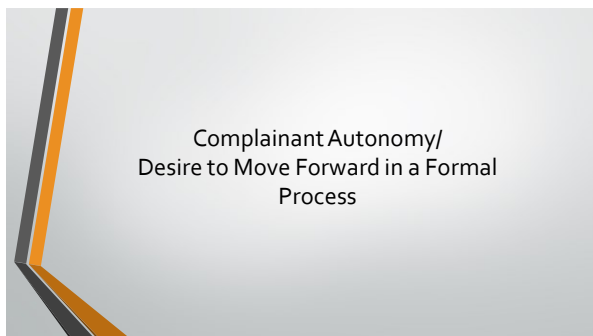 Complainant Autonomy/
Desire to Move Forward in a Formal
Process